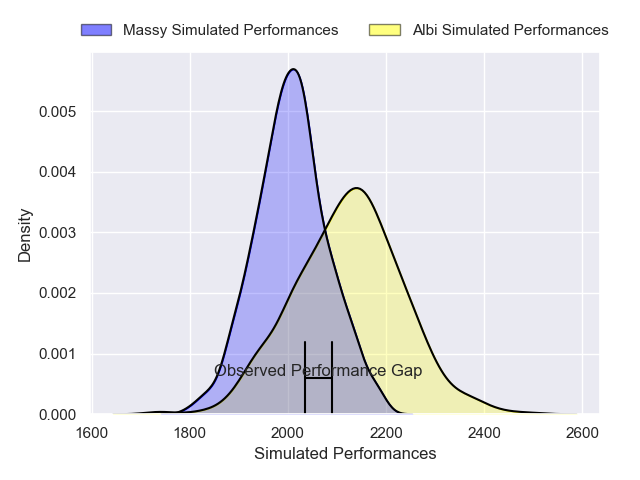 Massy Simulated Performances
Albi Simulated Performances
0.005
0.004
0.003
0.002
0.001
0.000
Density
Observed Performance Gap
1600
1800
2000
2200
2400
2600
Simulated Performances